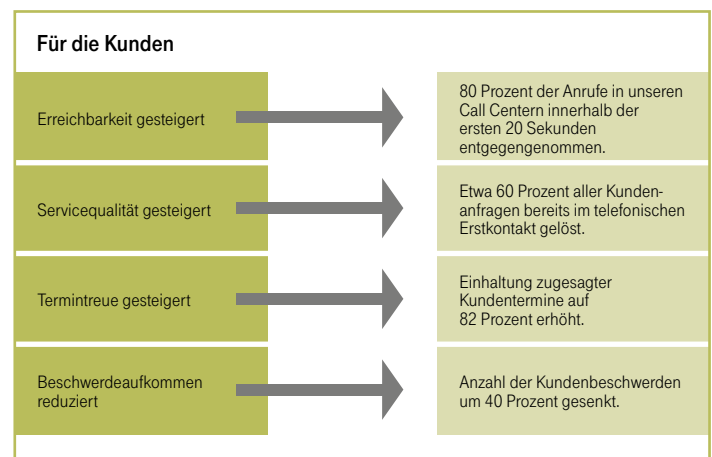 Für die Kunden
Erreichbarkeit gesteigert
80 Prozent der Anrufe in unseren
Call Centern innerhalb der
ersten 20 Sekunden
entgegengenommen.
Servicequalität gesteigert
Etwa 60 Prozent aller Kunden-
anfragen bereits im telefonischen
Erstkontakt gelöst.
Termintreue gesteigert
Einhaltung zugesagter
Kundentermine auf
82 Prozent erhöht.
Beschwerdeaufkommen
reduziert
Anzahl der Kundenbeschwerden
um 40 Prozent gesenkt.